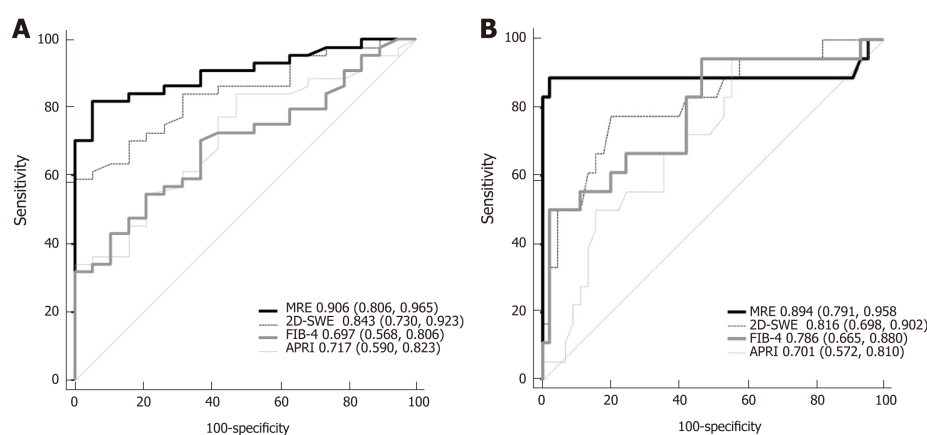 A
100
80
60
40
20
0
Sensitivity
MRE 0.906 (0.806, 0.965)
2D-SWE 0.843 (0.730, 0.923)
FIB-4 0.697 (0.568, 0.806)
APRI 0.717 (0.590, 0.823)
0 20 40 60 80 100
100-specificity
B
100
80
60
40
20
0
Sensitivity
MRE 0.894 (0.791, 0.958
2D-SWE 0.816 (0.698, 0.902)
FIB-4 0.786 (0.665, 0.880)
APRI 0.701 (0.572, 0.810)
0 20 40 60 80 100
100-specificity